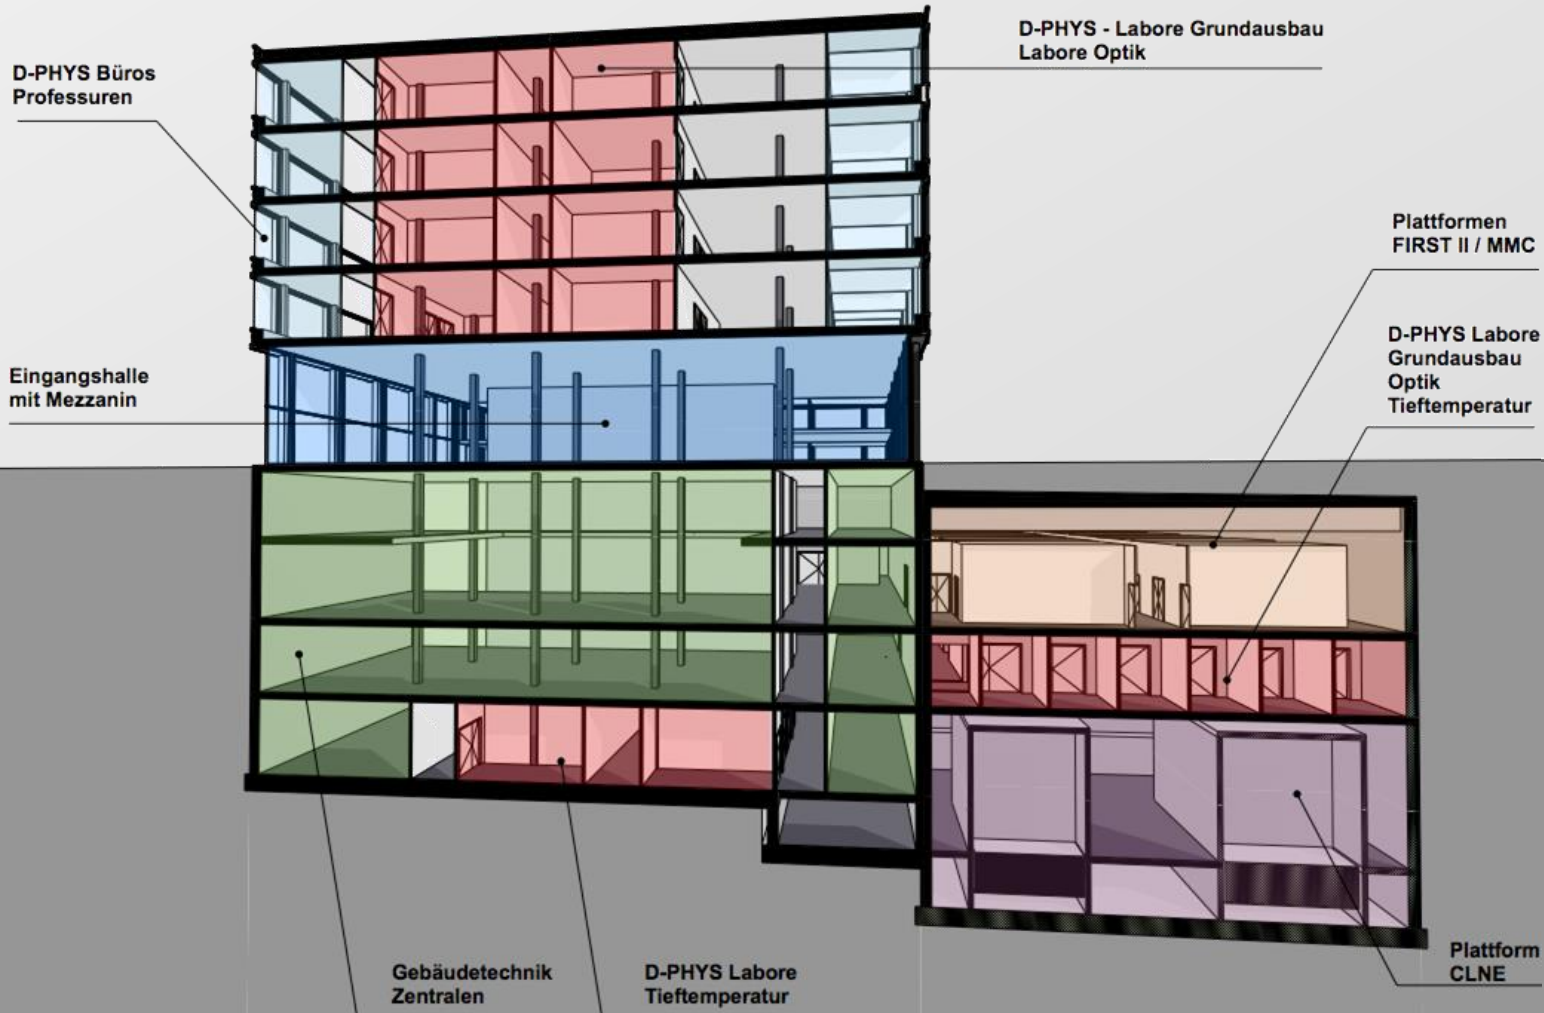 D-PHYS - Labore Grundausbau
Labore Optik
D-PHYS Büros
Professuren
Plattformen
FIRST II / MMC
D-PHYS Labore
Grundausbau
Optik
Tieftemperatur
Eingangshalle
mit Mezzanin
Gebäudetechnik
Zentralen
D-PHYS Labore
Tieftemperatur
Plattform
CLNE